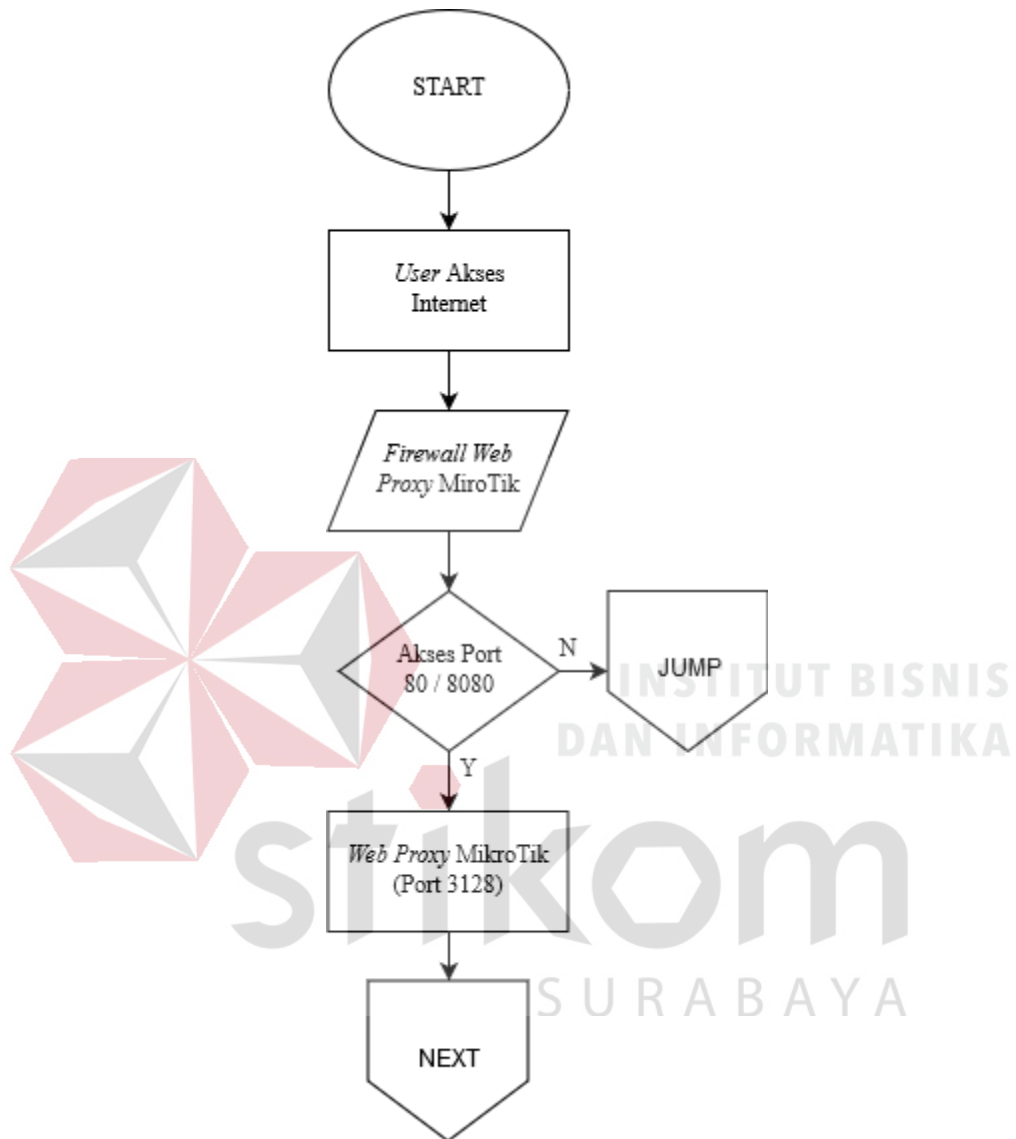 START
User Akses
Internet
Firewall Web
Proxy MiroTik
Akses Port
80 / 8080
N
JUMP
INSTITUT BISNIS
DAN INFORMATIKA
Y
stikom
Web Proxy MikroTik
(Port 3128)
SURABAYA
NEXT